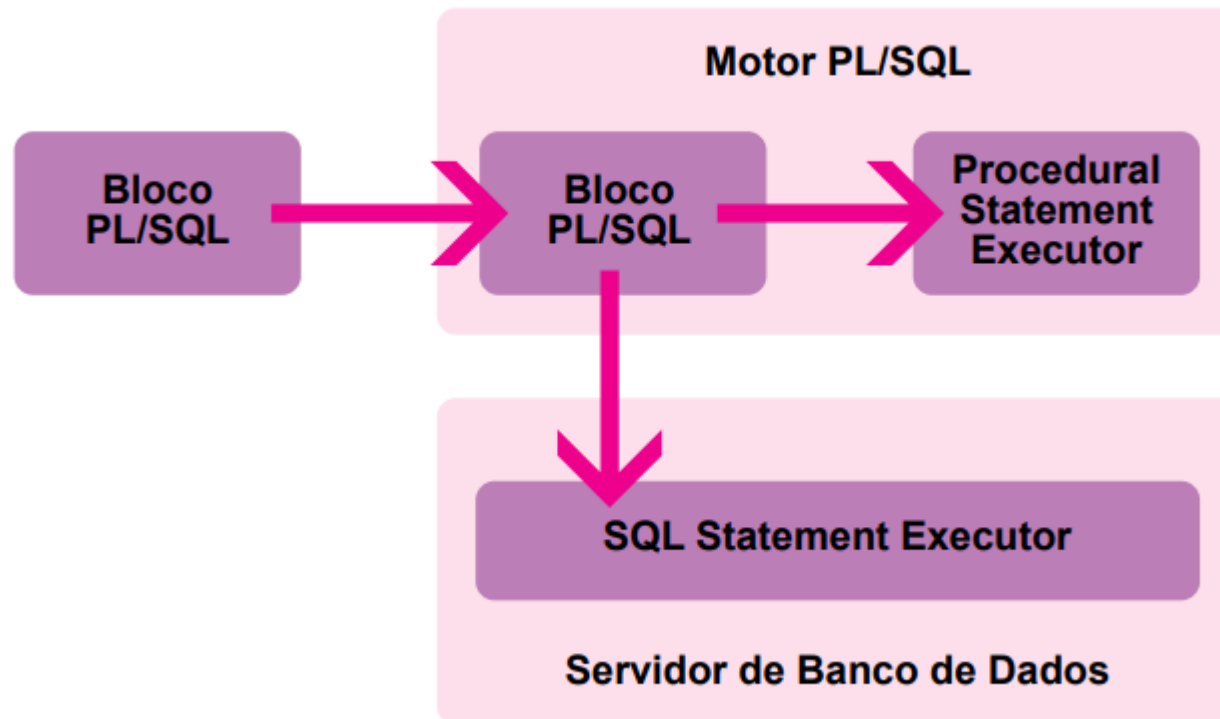 Motor PL/SQL
Bloco
PL/SQL
Bloco
PL/SQL
Procedural
Statement
Executor
SQL Statement Executor
Servidor de Banco de Dados